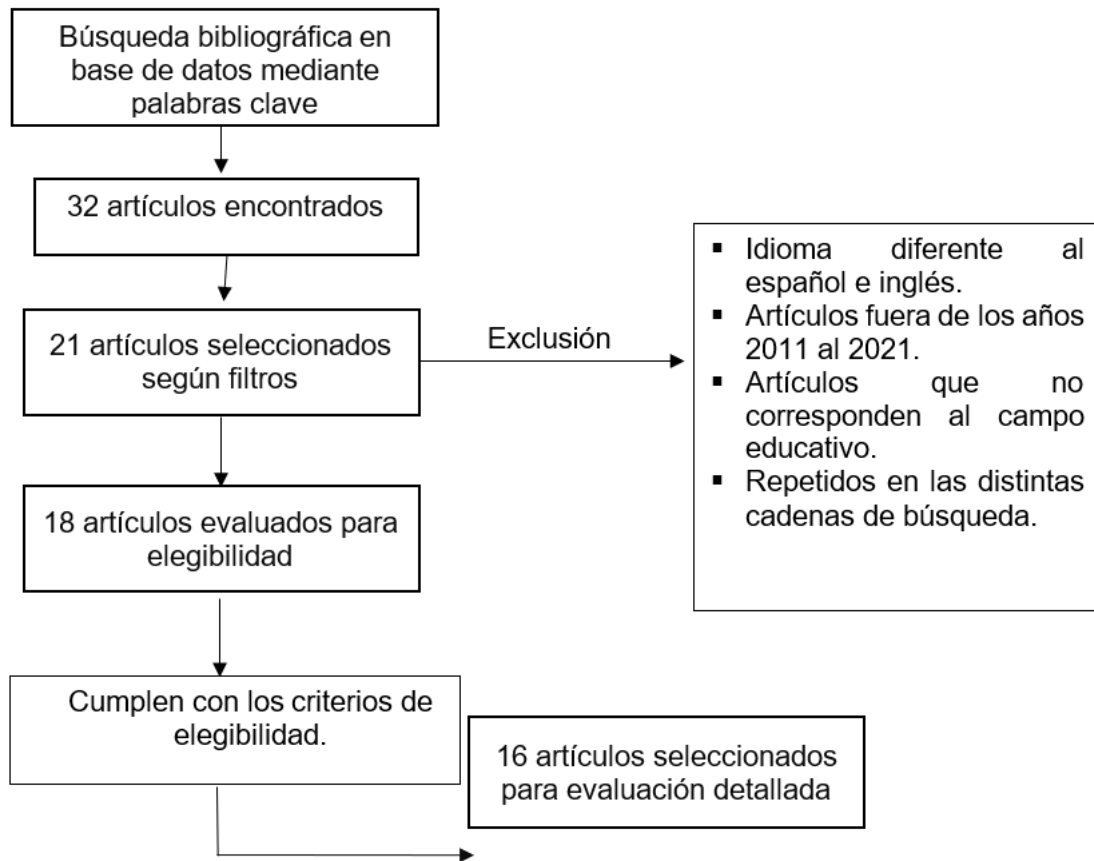 Búsqueda bibliográfica en
base de datos mediante
palabras clave
32 artículos encontrados
21 artículos seleccionados
según filtros
Exclusión
▪ Idioma diferente al
español e inglés.
▪ Artículos fuera de los años
2011 al 2021.
▪ Artículos que no
corresponden al campo
educativo.
▪ Repetidos en las distintas
cadenas de búsqueda.
18 artículos evaluados para
elegibilidad
Cumplen con los criterios de
elegibilidad.
16 artículos seleccionados
para evaluación detallada